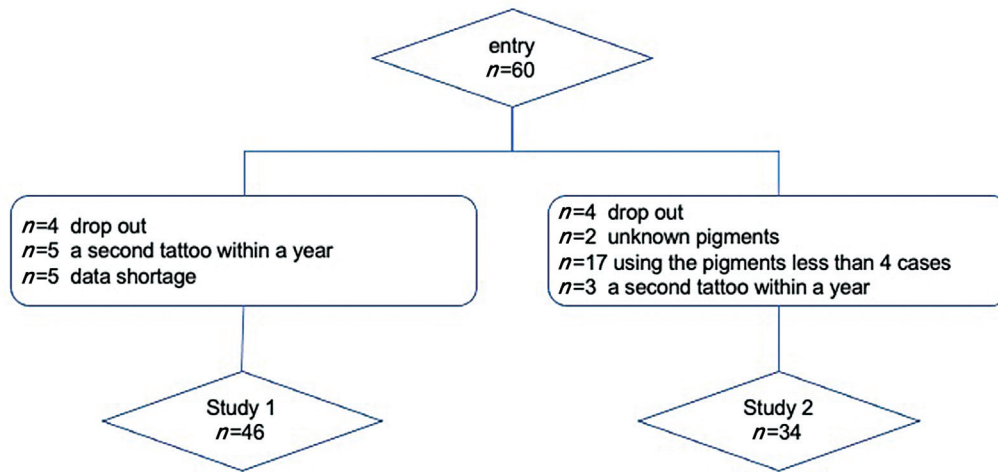 entry
n=60
n=4 drop out
n=5 a second tattoo within a year
n=5 data shortage
n=4 drop out
n=2 unknown pigments
n=17 using the pigments less than 4 cases
n=3 a second tattoo within a year
Study 1
n=46
Study 2
n=34